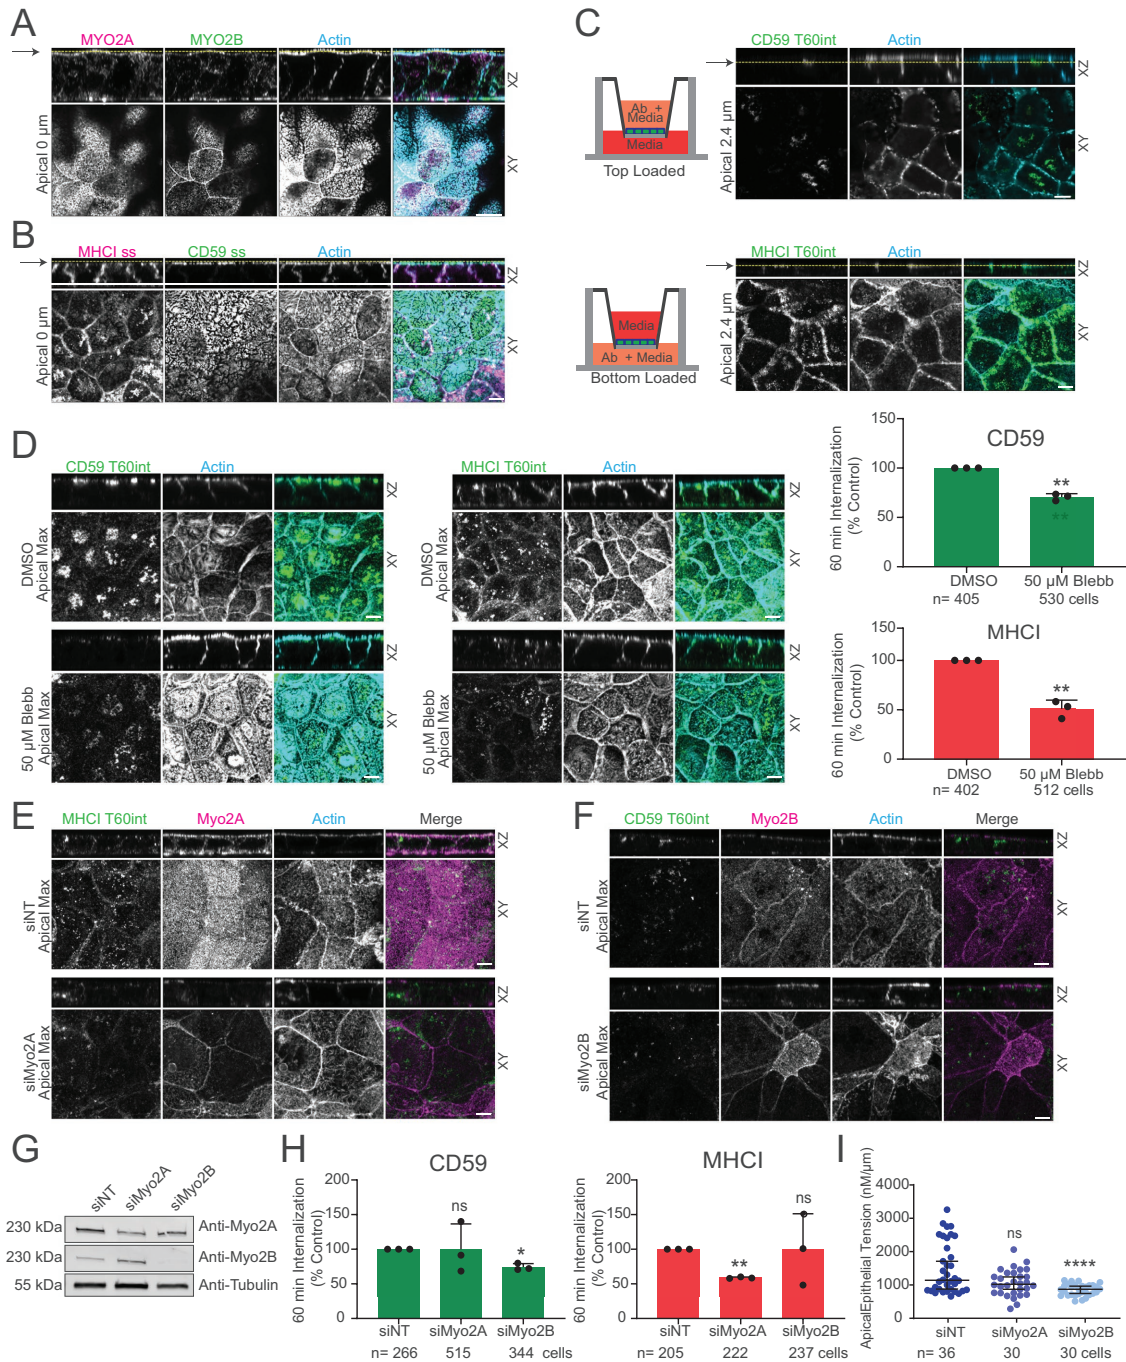 A
MYO2A MYO2B Actin
XZ
Apical 0 µm
XY
B
MHCI ss CD59 ss Actin
XZ
Apical 0 µm
XY
C
Ab +
Media
Media
Top Loaded
CD59 T60int Actin
XZ
Apical 2.4 µm
XY
Media
Ab + Media
Bottom Loaded
MHCI T60int Actin
XZ
Apical 2.4 µm
XY
D
CD59 T60int Actin
XZ
DMSO
Apical Max
XY
XZ
50 µM Blebb
Apical Max
XY
MHCI T60int Actin
XZ
DMSO
Apical Max
XY
XZ
50 µM Blebb
Apical Max
XY
CD59
60 min Internalization
(% Control)
150
100
50
0
**
**
DMSO 50 µM Blebb
n= 405 530 cells
MHCI
60 min Internalization
(% Control)
150
100
50
0
**
DMSO 50 µM Blebb
n= 402 512 cells
E
MHCI T60int Myo2A Actin Merge
XZ
siNT
Apical Max
XY
XZ
siMyo2A
Apical Max
XY
F
CD59 T60int Myo2B Actin Merge
XZ
siNT
Apical Max
XY
XZ
siMyo2B
Apical Max
XY
G
siNT siMyo2A siMyo2B
230 kDa Anti-Myo2A
230 kDa Anti-Myo2B
55 kDa Anti-Tubulin
H
CD59
60 min Internalization
(% Control)
200
150
100
50
0
ns
*
siNT siMyo2A siMyo2B
n= 266 515 344 cells
MHCI
60 min Internalization
(% Control)
200
150
100
50
0
**
ns
siNT siMyo2A siMyo2B
n= 205 222 237 cells
I
ApicalEpithelial Tension (nM/µm)
4000
3000
2000
1000
0
ns
****
siNT siMyo2A siMyo2B
n= 36 30 30 cells